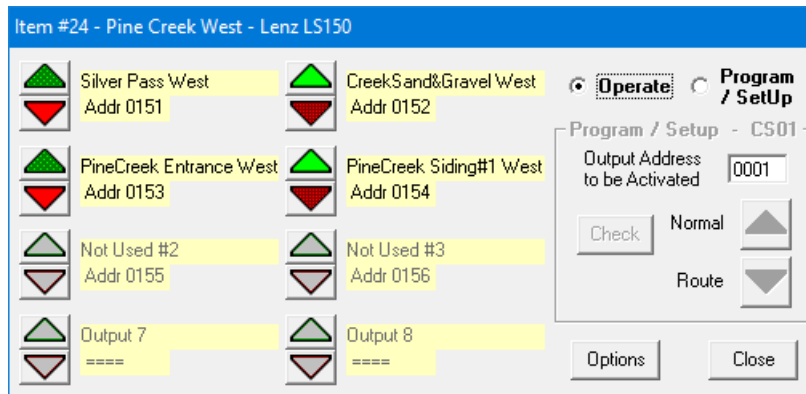 Item #24 - Pine Creek West - Lenz LS150
Silver Pass West
Addr 0151
CreekSand&Gravel West
Addr 0152
PineCreek Entrance West
Addr 0153
PineCreek Siding#1 West
Addr 0154
Not Used #2
Addr 0155
Not Used #3
Addr 0156
Output 7
====
Output 8
====
Operate
Program
/ SetUp
Program / Setup - CS01
Output Address
to be Activated
0001
Check
Normal
Route
Options
Close